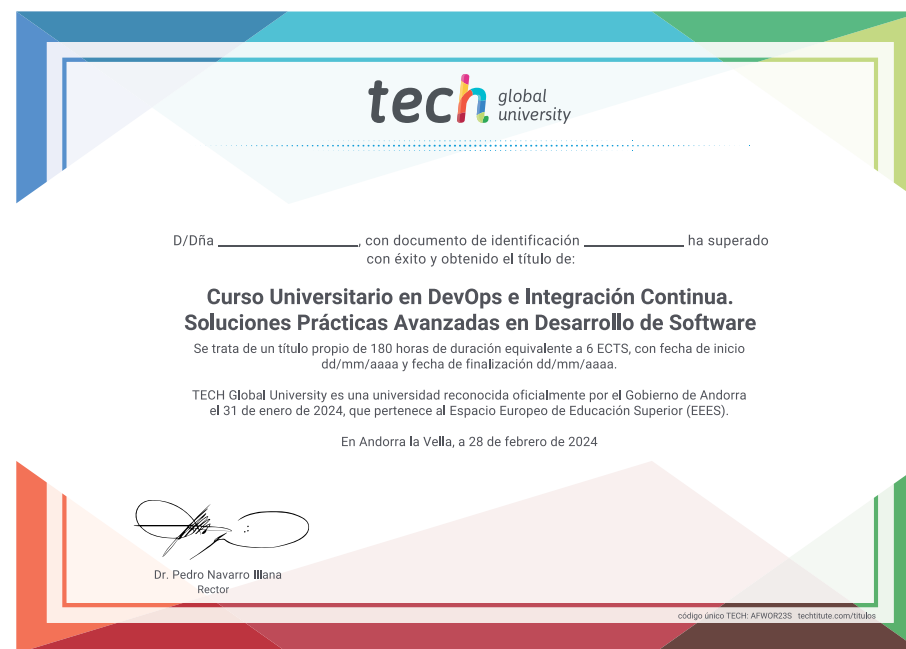 tech global university
D/Dña ____________________, con documento de identificación ______________ ha superado
con éxito y obtenido el título de:
Curso Universitario en DevOps e Integración Continua.
Soluciones Prácticas Avanzadas en Desarrollo de Software
Se trata de un título propio de 180 horas de duración equivalente a 6 ECTS, con fecha de inicio
dd/mm/aaaa y fecha de finalización dd/mm/aaaa.
TECH Global University es una universidad reconocida oficialmente por el Gobierno de Andorra
el 31 de enero de 2024, que pertenece al Espacio Europeo de Educación Superior (EEES).
En Andorra la Vella, a 28 de febrero de 2024
Dr. Pedro Navarro Illana
Rector
código único TECH: AFWOR23S techtitute.com/titulos